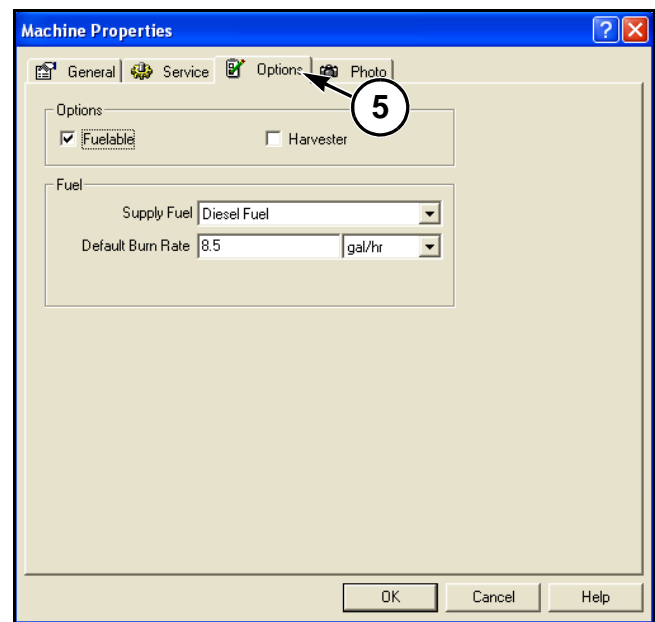 Machine Properties
General Service Options Photo
5
Options
Fuelable Harvester
Fuel
Supply Fuel Diesel Fuel
Default Burn Rate 8.5 gal/hr
OK Cancel Help